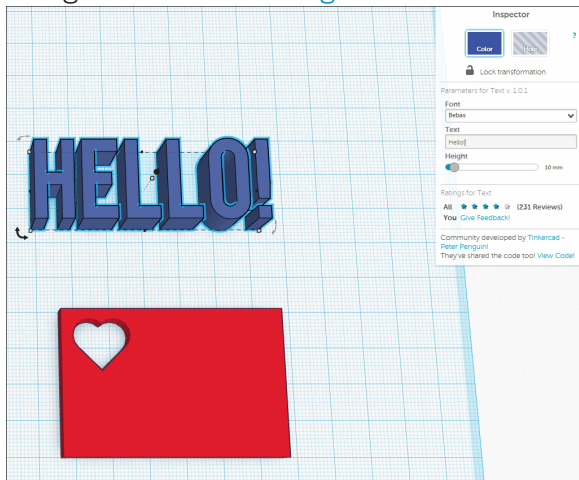 HELLO!
Inspector
Color
Hole
?
Lock transformation
Parameters for Text v. 1.0.1
Font
Bebas
Text
Hello!
Height
10 mm
Ratings for Text
All (231 Reviews)
You Give Feedback!
Community developed by Tinkercad -
Peter Penguin!
They've shared the code too! View Code!